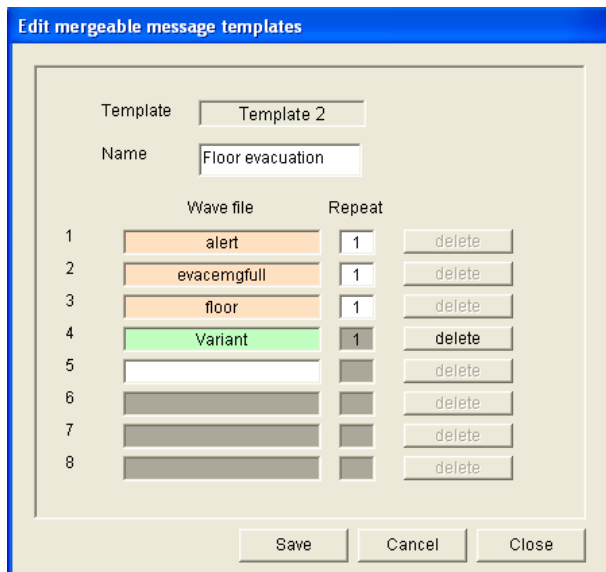 Edit mergeable message templates
Template Template 2
Name Floor evacuation
Wave file Repeat
1 alert 1 delete
2 evacemgfull 1 delete
3 floor 1 delete
4 Variant 1 delete
5 delete
6 delete
7 delete
8 delete
Save Cancel Close